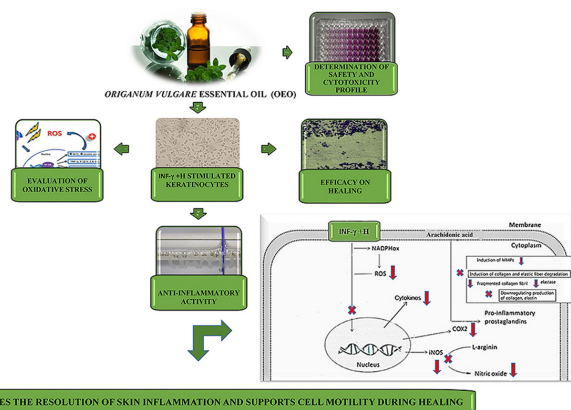 ORIGANUM VULGARE ESSENTIAL OIL (OEO)
DETERMINATION OF
SAFETY AND
CYTOTOXICITY
PROFILE
ROS
EVALUATION OF
OXIDATIVE STRESS
INF-γ +H STIMULATED
KERATINOCYTES
EFFICACY ON
HEALING
ANTI-INFLAMMATORY
ACTIVITY
INF-γ +H
Membrane
Arachidonic acid
Cytoplasm
NADPHox
ROS
Induction of MMPs
Induction of collagen and elastic fiber degradation
Fragmented collagen fibril
elastase
Downregulating production
of collagen, elastin
Cytoknes
Pro-inflammatory
prostaglandins
COX2
L-arginin
iNOS
Nucleus
Nitric oxide
ES THE RESOLUTION OF SKIN INFLAMMATION AND SUPPORTS CELL MOTILITY DURING HEALING